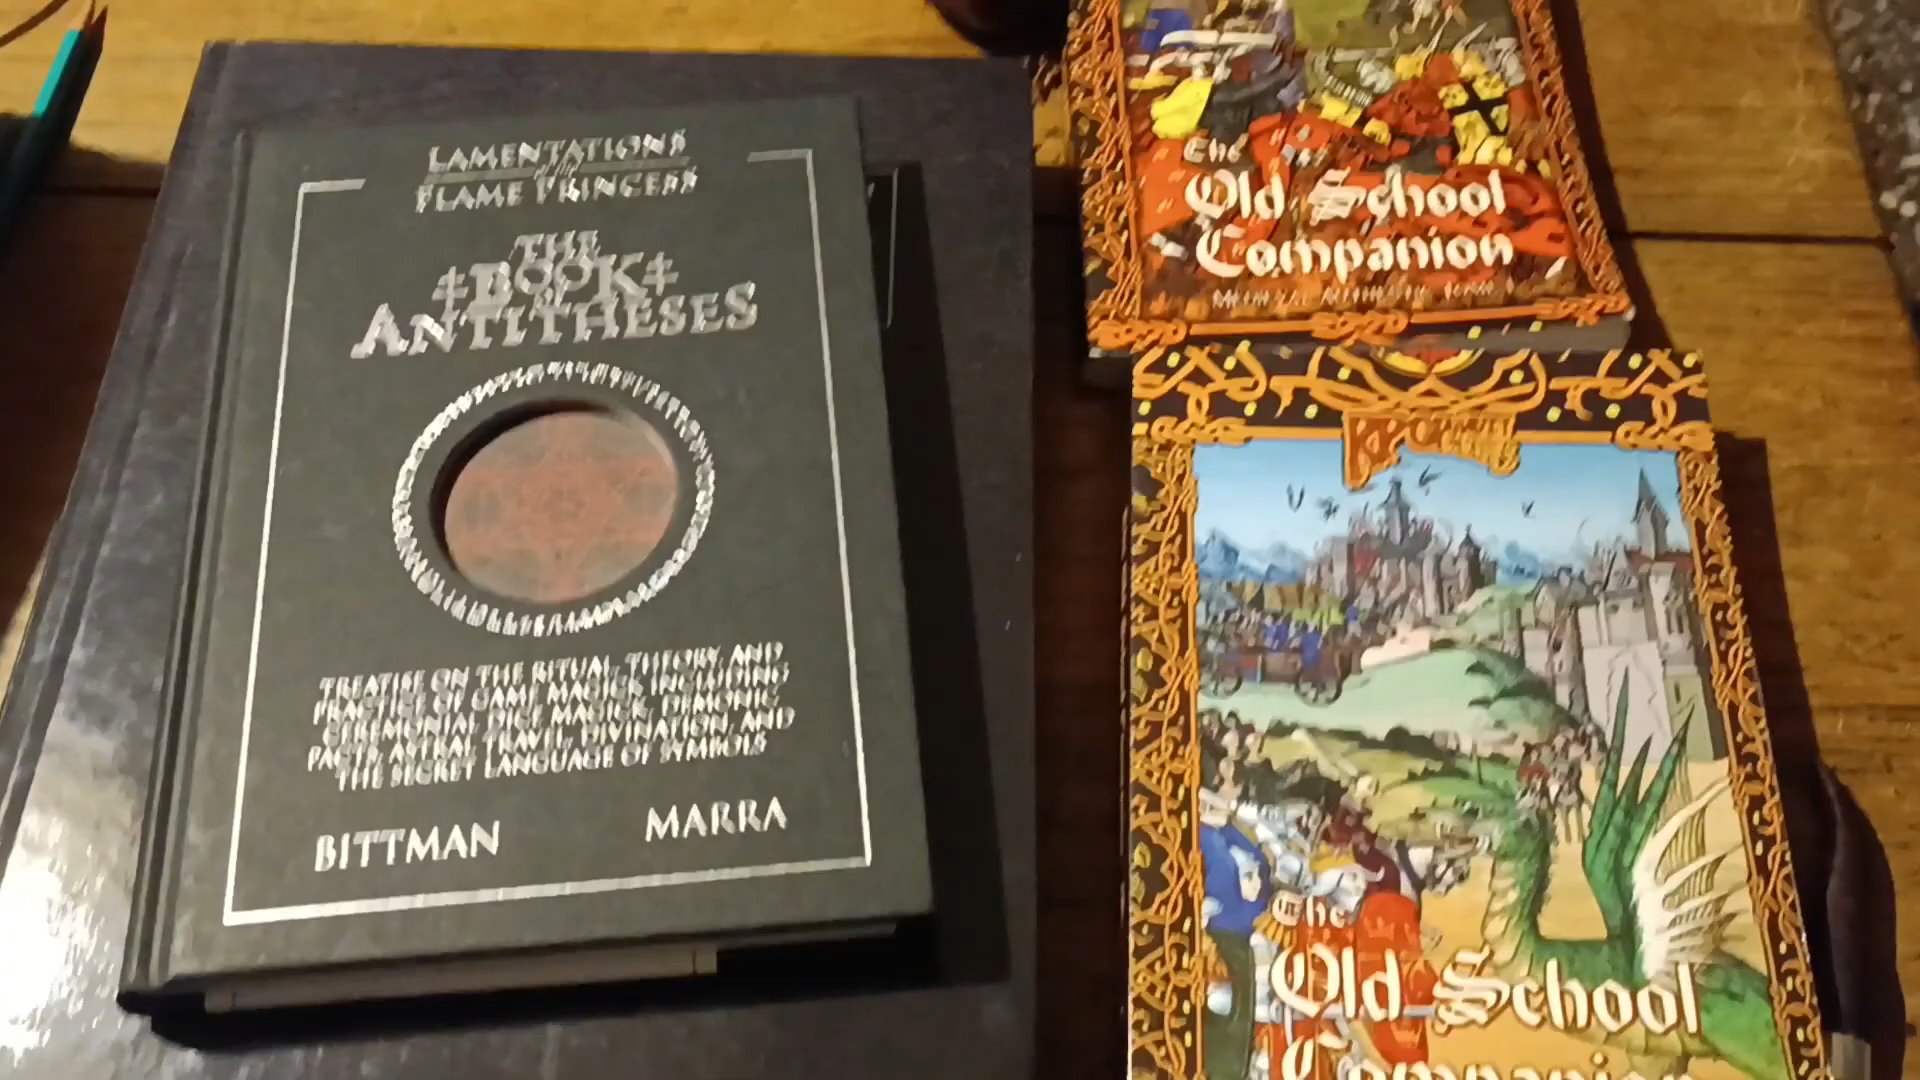 LAMENTATIONS
of the
FLAME PRINCESS
THE
BOOK
OF
ANTITHESES
TREATISE ON THE RITUAL, THEORY, AND
PRACTICE OF GAME MAGICK INCLUDING
CEREMONIAL DICE MAGICK, DEMONIC
PACTS, ASTRAL TRAVEL, DIVINATION, AND
THE SECRET LANGUAGE OF SYMBOLS
BITTMAN
MARRA
The
Old School
Companion
The
Old School
Companion